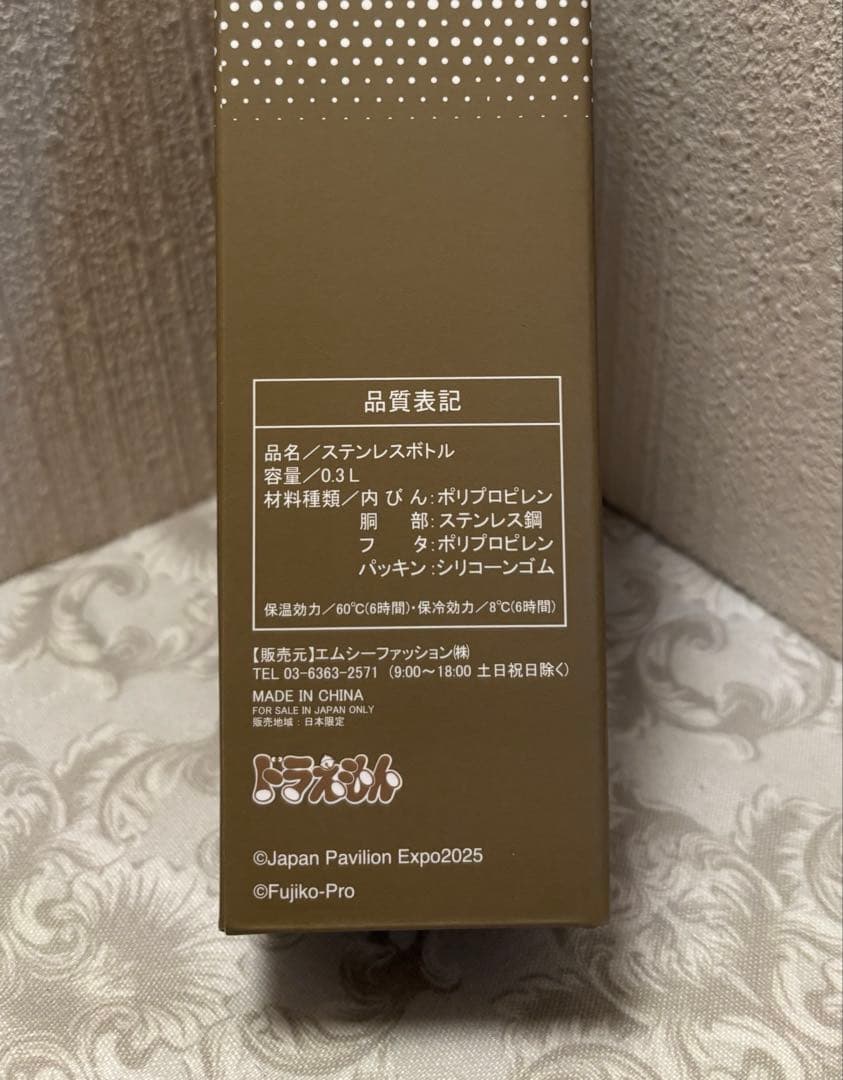 品質表記
品名／ステンレスボトル
容量／0.3L
材料種類／内びん:ポリプロピレン
胴 部:ステンレス鋼
フ タ:ポリプロピレン
パッキン:シリコーンゴム
保温効力／60℃(6時間)・保冷効力／8℃(6時間)
【販売元】エムシーファッション㈱
TEL 03-6363-2571 (9:00〜18:00 土日祝日除く)
MADE IN CHINA
FOR SALE IN JAPAN ONLY
販売地域：日本限定
ドラえもん
©Japan Pavilion Expo2025
©Fujiko-Pro